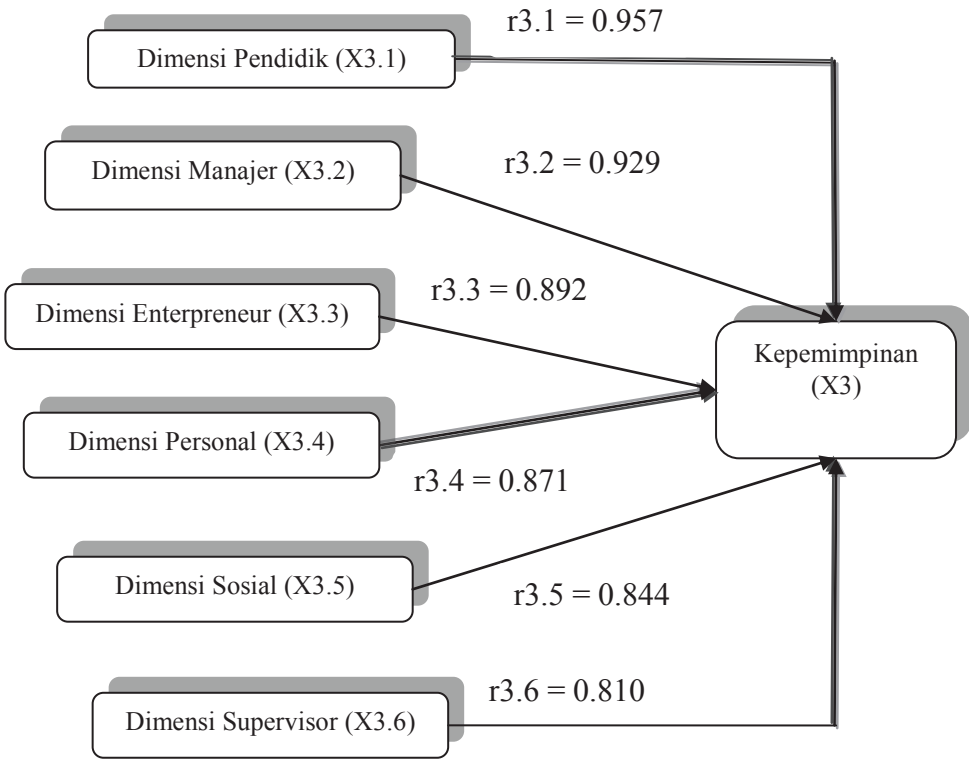 r3.1 = 0.957
Dimensi Pendidik (X3.1)
Dimensi Manajer (X3.2)
r3.2 = 0.929
r3.3 = 0.892
Dimensi Enterpreneur (X3.3)
Kepemimpinan
(X3)
Dimensi Personal (X3.4)
r3.4 = 0.871
Dimensi Sosial (X3.5)
r3.5 = 0.844
r3.6 = 0.810
Dimensi Supervisor (X3.6)